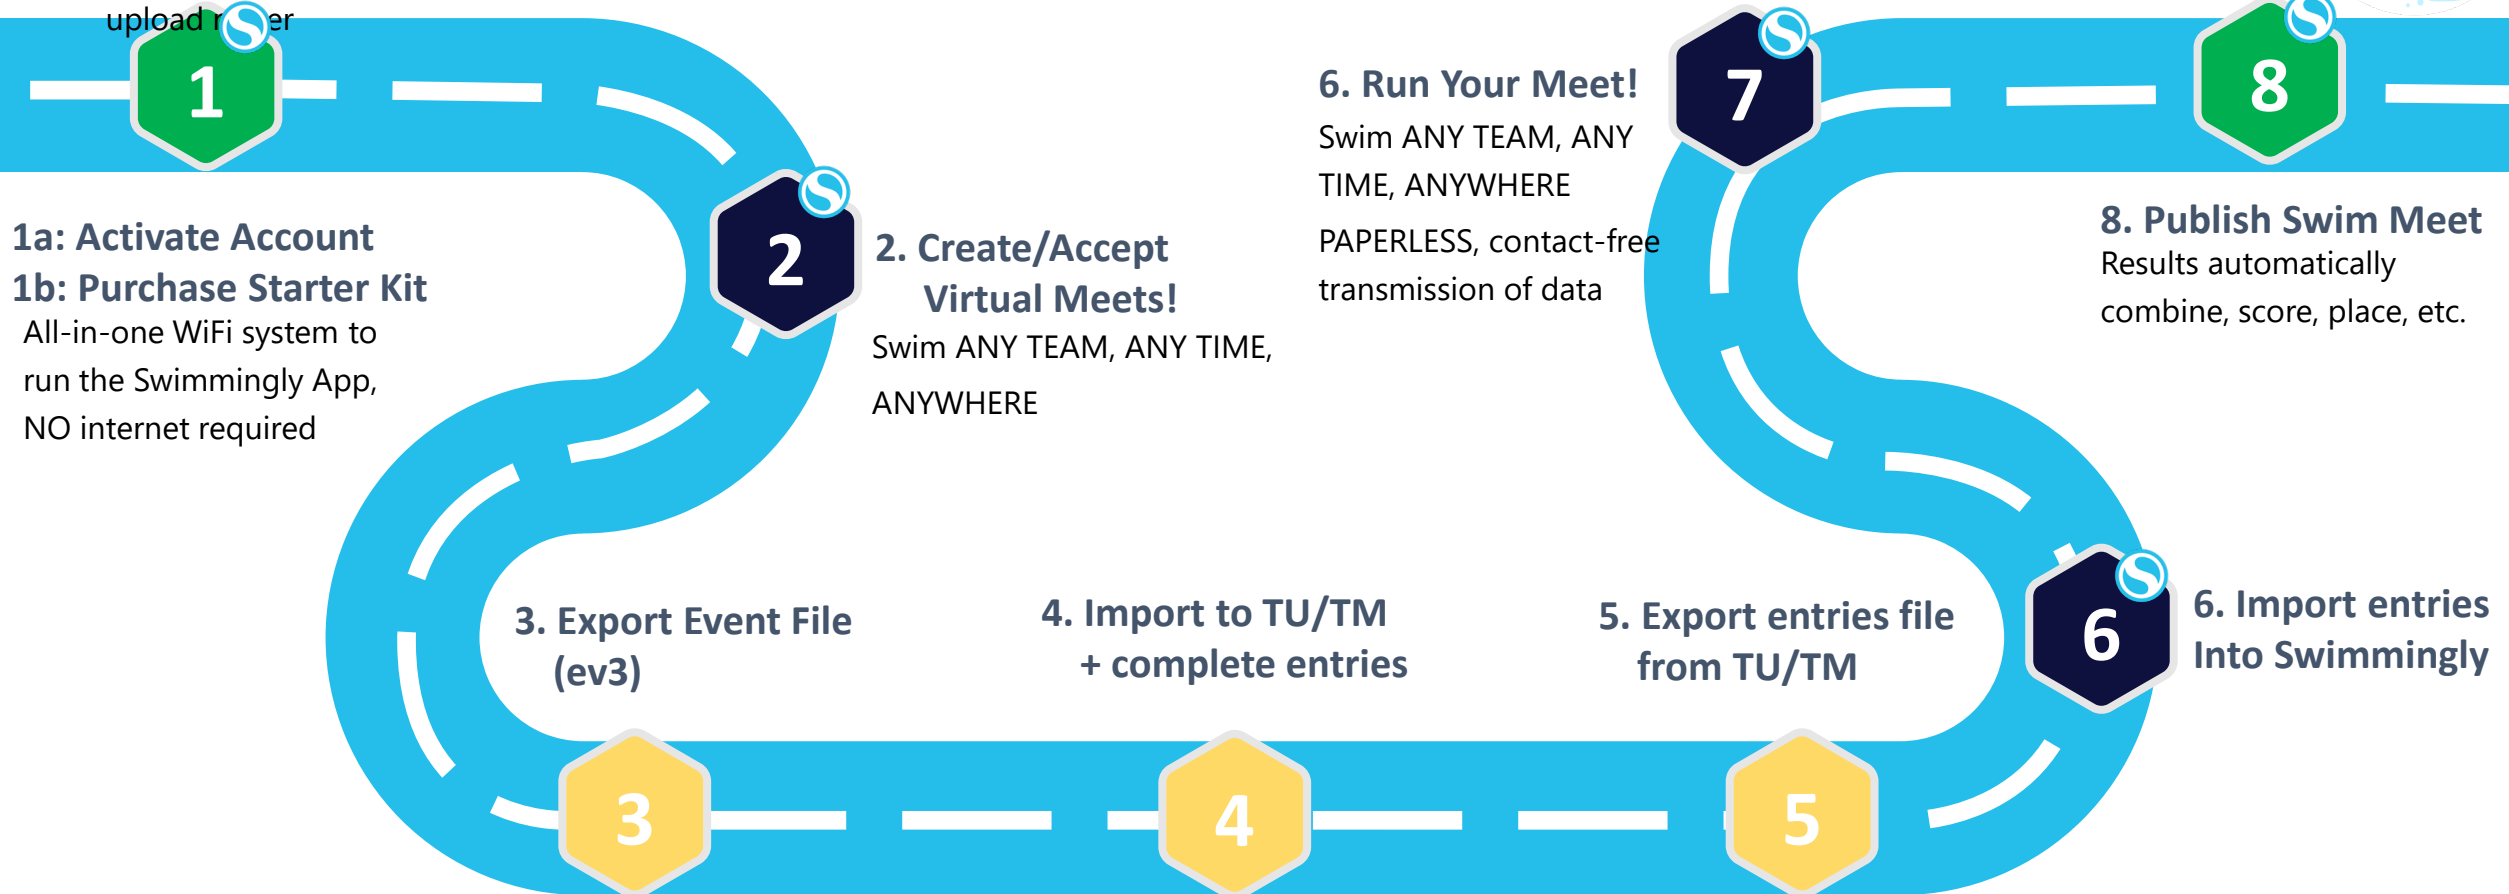 upload
1
1a: Activate Account
1b: Purchase Starter Kit
All-in-one WiFi system to
run the Swimmingly App,
NO internet required
2
2. Create/Accept
Virtual Meets!
Swim ANY TEAM, ANY TIME,
ANYWHERE
3. Export Event File
(ev3)
3
4. Import to TU/TM
+ complete entries
4
5. Export entries file
from TU/TM
5
6
6. Import entries
Into Swimmingly
7
6. Run Your Meet!
Swim ANY TEAM, ANY
TIME, ANYWHERE
PAPERLESS, contact-free
transmission of data
8
8. Publish Swim Meet
Results automatically
combine, score, place, etc.